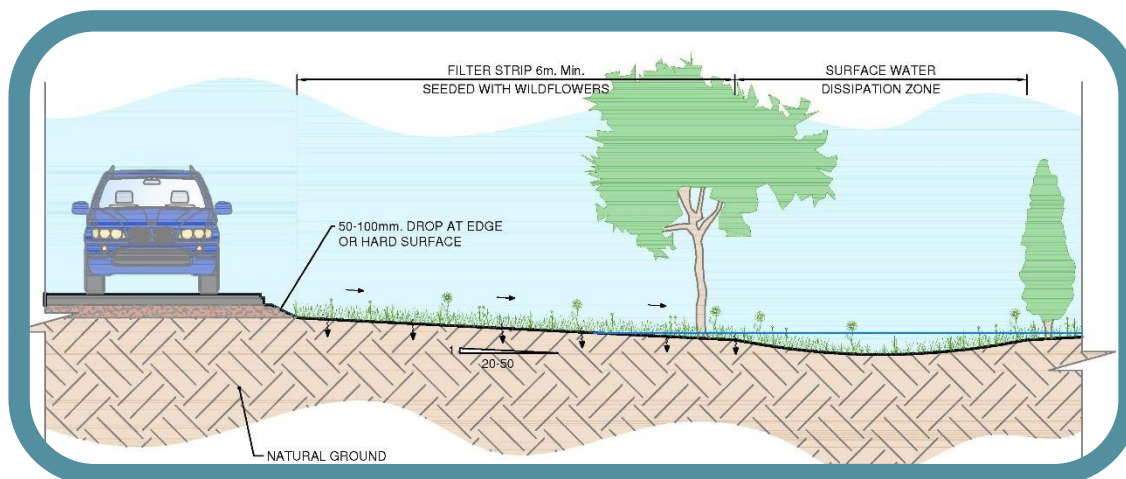 FILTER STRIP 6m. Min.
SEEDED WITH WILDFLOWERS
SURFACE WATER
DISSIPATION ZONE
50-100mm. DROP AT EDGE
OR HARD SURFACE
1
20-50
NATURAL GROUND